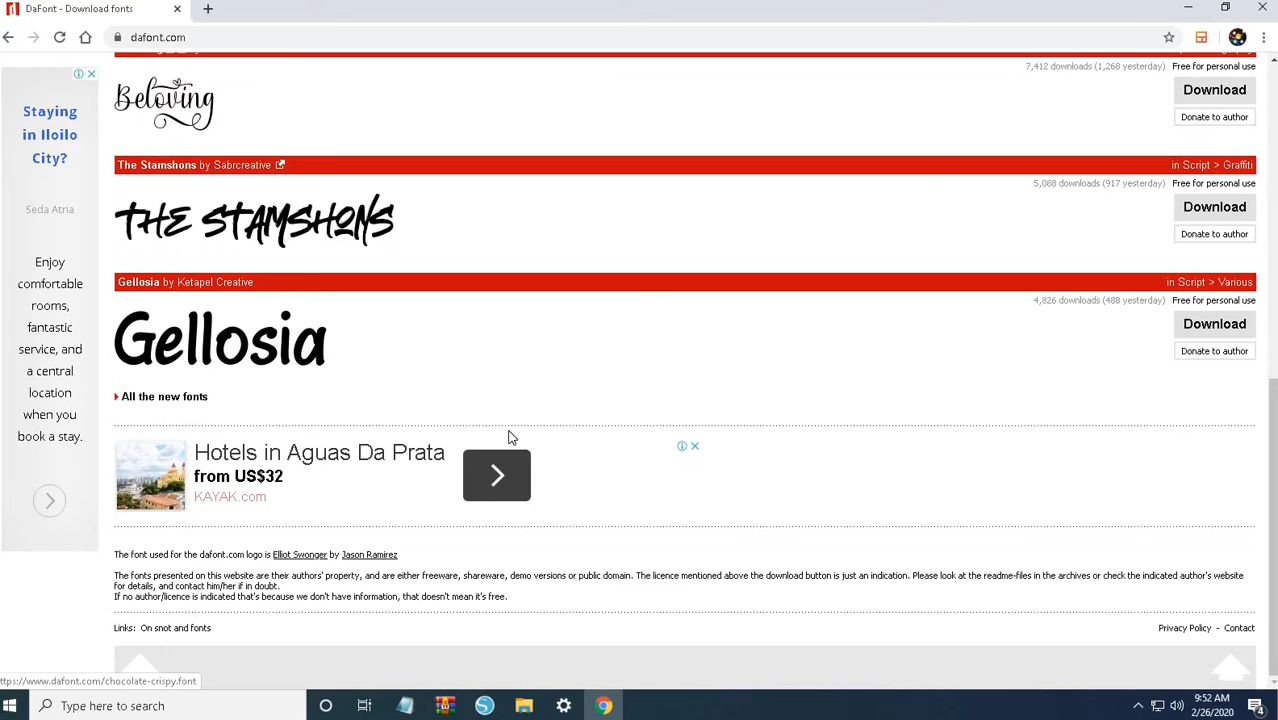 DaFont - Download fonts
dafont.com
7,412 downloads (1,268 yesterday) Free for personal use
Beloving
Download
Donate to author
The Stamshons by Sabrcreative in Script > Graffiti
5,088 downloads (917 yesterday) Free for personal use
THE STAMSHONS
Download
Donate to author
Gellosia by Ketapel Creative in Script > Various
4,826 downloads (488 yesterday) Free for personal use
Gellosia
Download
Donate to author
All the new fonts
Staying
in Iloilo
City?
Seda Atria
Enjoy
comfortable
rooms,
fantastic
service, and
a central
location
when you
book a stay.
Hotels in Aguas Da Prata
from US$32
KAYAK.com
The font used for the dafont.com logo is Elliot Swonger by Jason Ramirez
The fonts presented on this website are their authors' property, and are either freeware, shareware, demo versions or public domain. The licence mentioned above the download button is just an indication. Please look at the readme-files in the archives or check the indicated author's website
for details, and contact him/her if in doubt.
If no author/licence is indicated that's because we don't have information, that doesn't mean it's free.
Links: On snot and fonts
Privacy Policy - Contact
ttps://www.dafont.com/chocolate-crispy.font
Type here to search
9:52 AM
2/26/2020
4